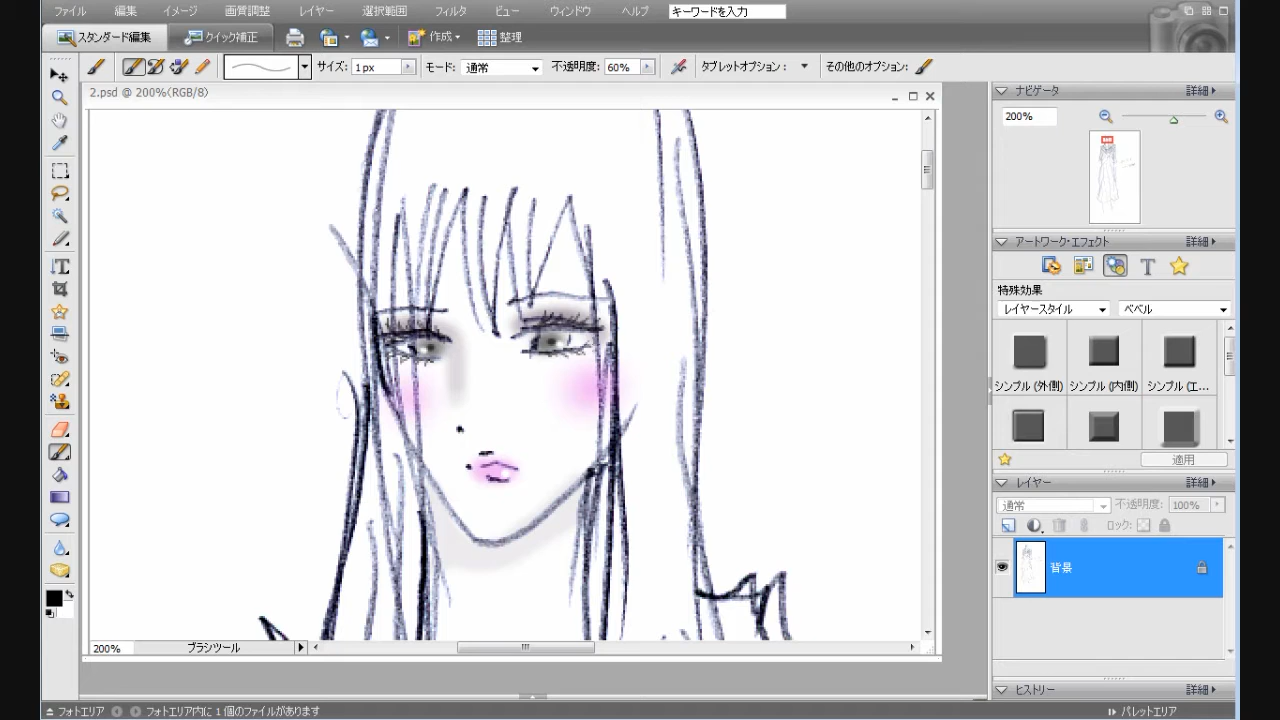 ファイル 編集 イメージ 画質調整 レイヤー 選択範囲 フィルタ ビュー ウィンドウ ヘルプ キーワードを入力
スタンダード編集 クイック補正 作成 整理
サイズ: 1 px モード: 通常 不透明度: 60% タブレットオプション: その他のオプション:
2.psd @ 200%(RGB/8)
ナビゲータ 詳細
200%
アートワーク・エフェクト 詳細
特殊効果
レイヤースタイル ベベル
シンプル (外側) シンプル (内側) シンプル (エ...
適用
レイヤー 詳細
通常 不透明度: 100%
ロック:
背景
200% ブラシツール
ヒストリー 詳細
フォトエリア フォトエリア内に 1 個のファイルがあります パレットエリア